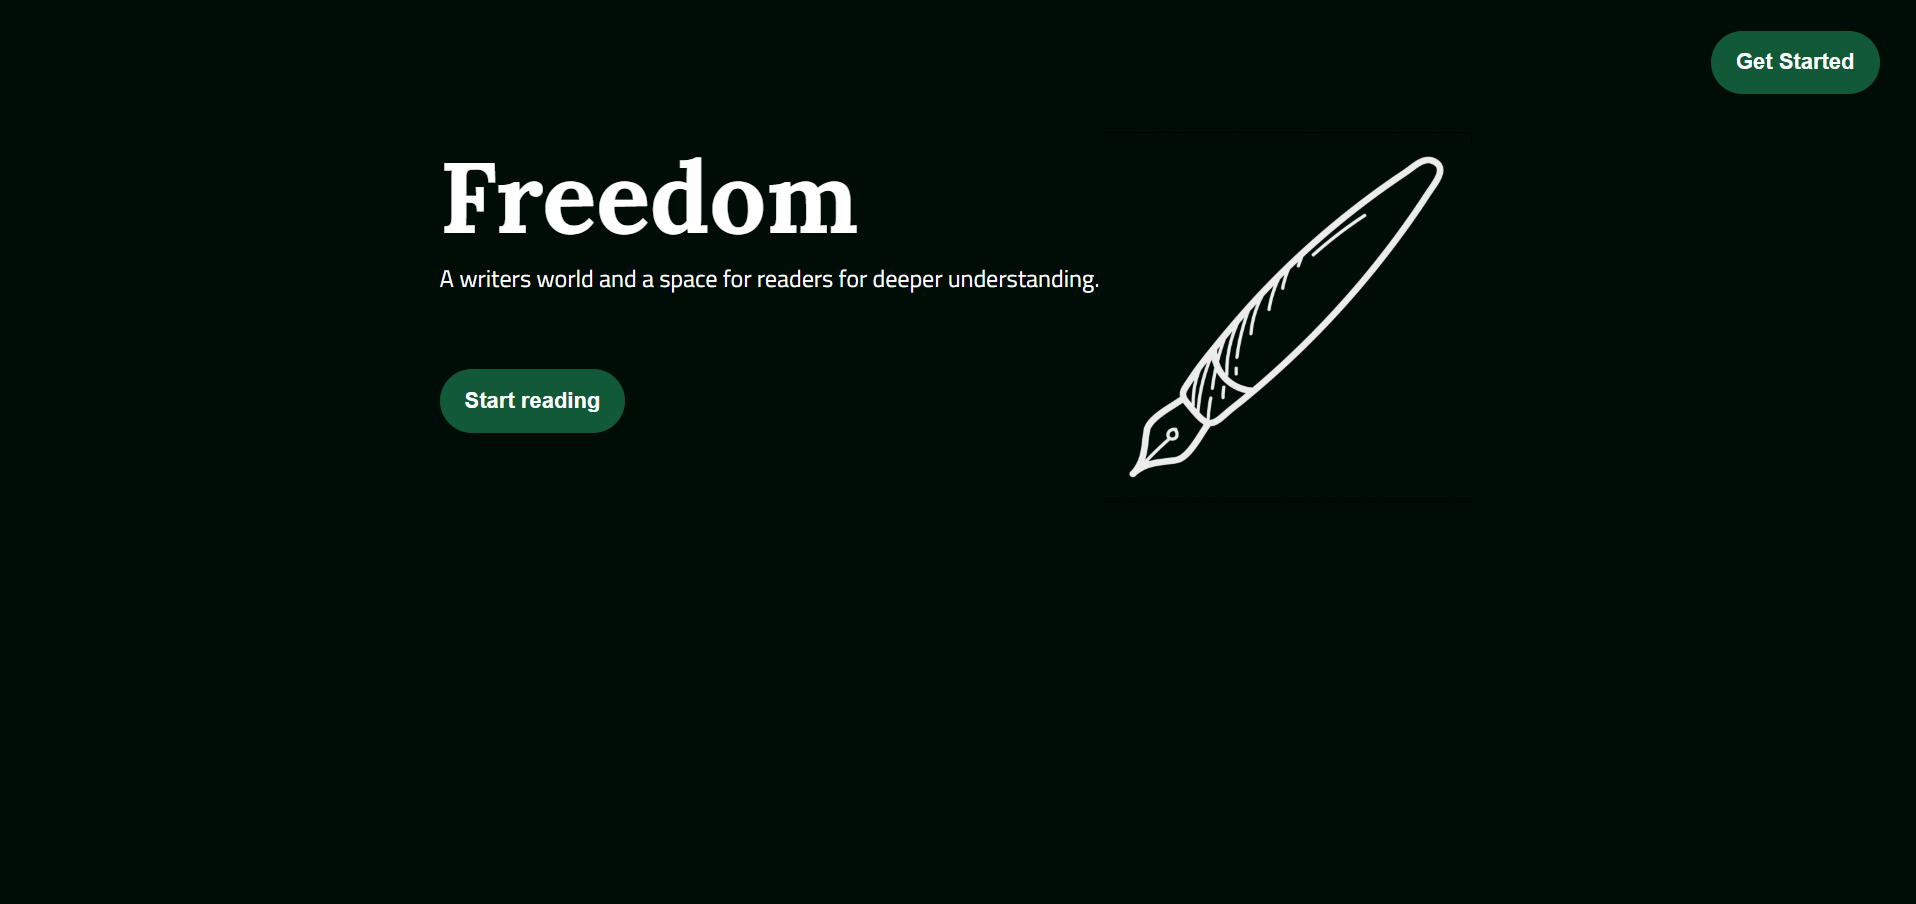 Get Started
Freedom
A writers world and a space for readers for deeper understanding.
Start reading